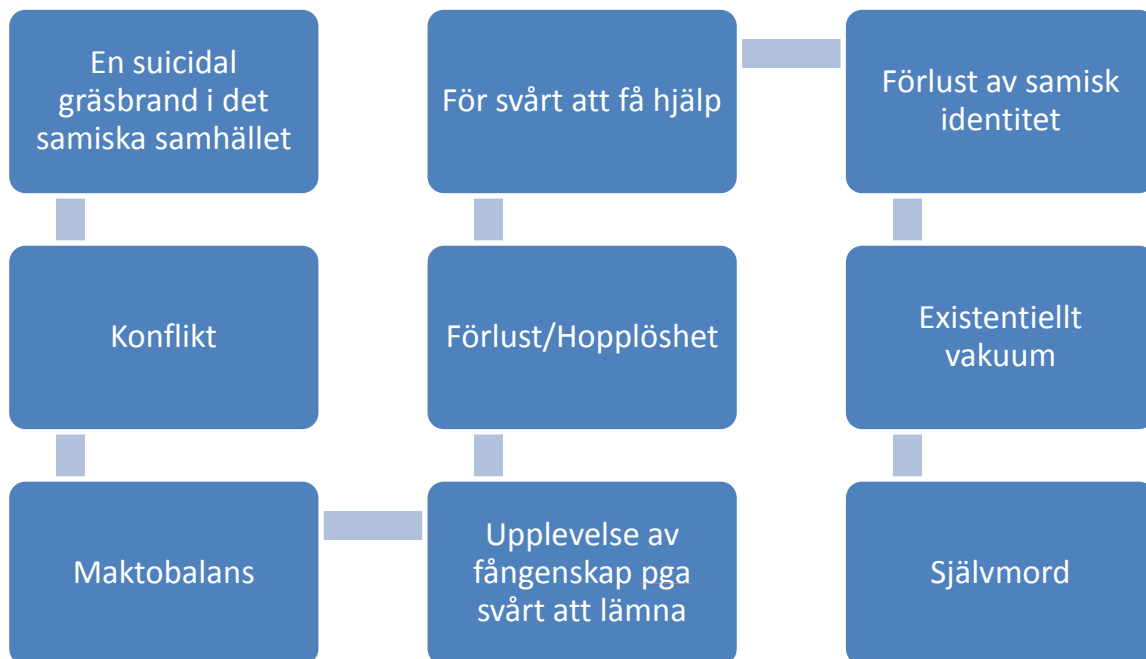 En suicidal
gräsbrand i det
samiska samhället
Konflikt
Maktobalans
Upplevelse av
fångenskap pga
svårt att lämna
Förlust/Hopplöshet
För svårt att få hjälp
Förlust av samisk
identitet
Existentiellt
vakuum
Självmord